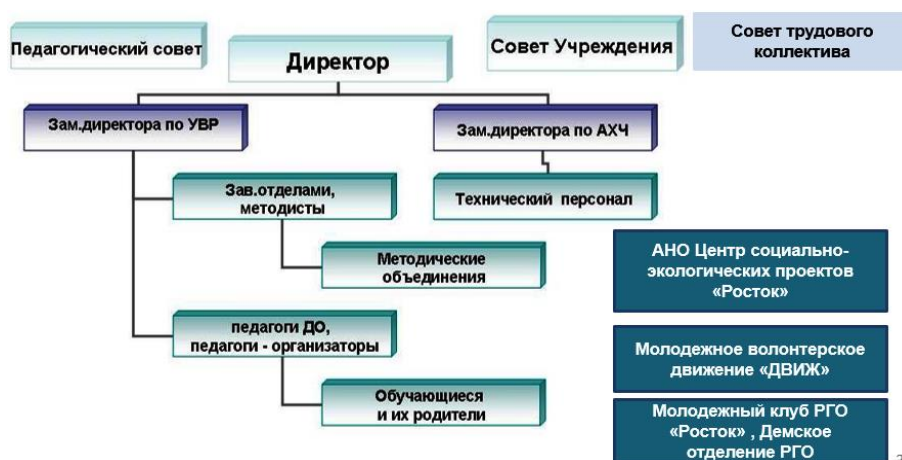 Педагогический совет
Директор
Совет Учреждения
Совет трудового
коллектива
Зам.директора по УВР
Зам.директора по АХЧ
Зав.отделами,
методисты
Технический персонал
Методические
объединения
АНО Центр социально-
экологических проектов
«Росток»
педагоги ДО,
педагоги - организаторы
Молодежное волонтерское
движение «ДВИЖ»
Обучающиеся
и их родители
Молодежный клуб РГО
«Росток» , Демское
отделение РГО